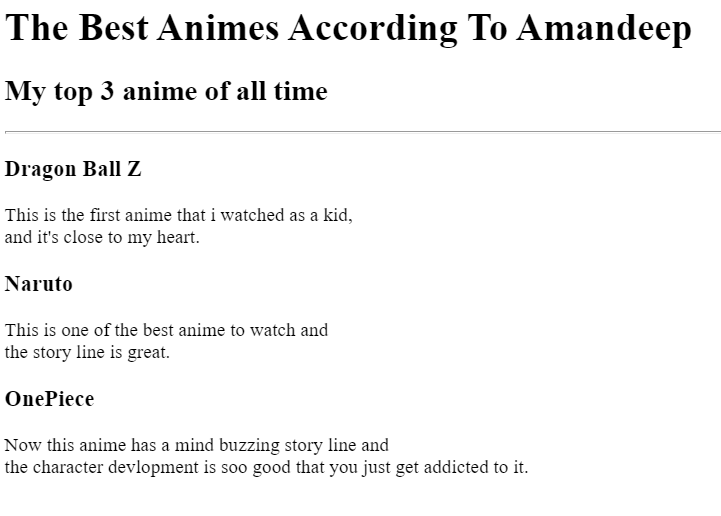 The Best Animes According To Amandeep
My top 3 anime of all time
Dragon Ball Z
This is the first anime that i watched as a kid,
and it's close to my heart.
Naruto
This is one of the best anime to watch and
the story line is great.
OnePiece
Now this anime has a mind buzzing story line and
the character devlopment is soo good that you just get addicted to it.